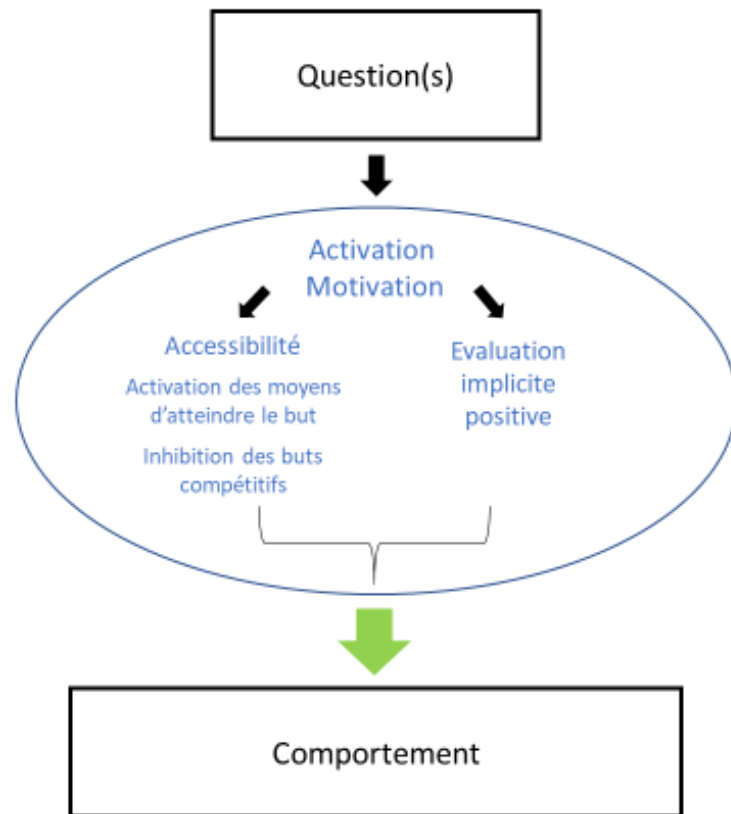 Question(s)
Activation
Motivation
Accessibilité
Activation des moyens
d'atteindre le but
Inhibition des buts
compétitifs
Evaluation
implicite
positive
Comportement